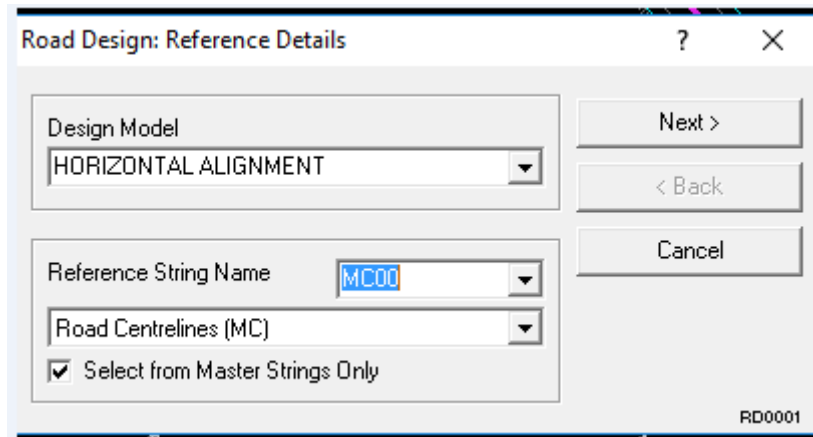 Road Design: Reference Details ?
Design Model
HORIZONTAL ALIGNMENT
Next >
< Back
Cancel
Reference String Name MC00
Road Centrelines (MC)
Select from Master Strings Only
RD0001